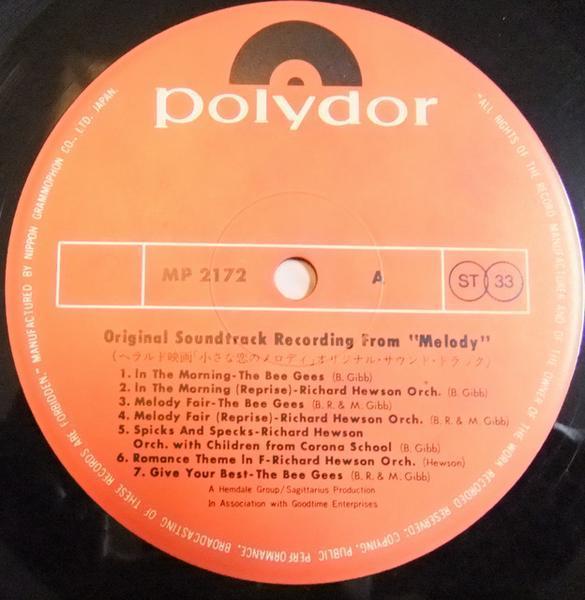 polydor
MP 2172
A
ST 33
Original Soundtrack Recording From "Melody"
(ヘラルド映画「小さな恋のメロディ」オリジナル・サウンド・トラック)
1. In The Morning-The Bee Gees (B. Gibb)
2. In The Morning (Reprise)-Richard Hewson Orch. (B. Gibb)
3. Melody Fair-The Bee Gees (B. R. & M. Gibb)
4. Melody Fair (Reprise)-Richard Hewson Orch. (B. R. & M. Gibb)
5. Spicks And Specks-Richard Hewson
Orch. with Children from Corona School (B. Gibb)
6. Romance Theme In F-Richard Hewson Orch. (Hewson)
7. Give Your Best-The Bee Gees (B. R. & M. Gibb)
A Hemdale Group/Sagittarius Production
In Association with Goodtime Enterprises
"ALL RIGHTS OF THE RECORD MANUFACTURER AND OF THE OWNER OF THE WORK RECORDED RESERVED. COPYING, PUBLIC PERFORMANCE, BROADCASTING OF THESE RECORDS ARE FORBIDDEN. - MANUFACTURED BY NIPPON GRAMMOPHON CO., LTD. JAPAN.